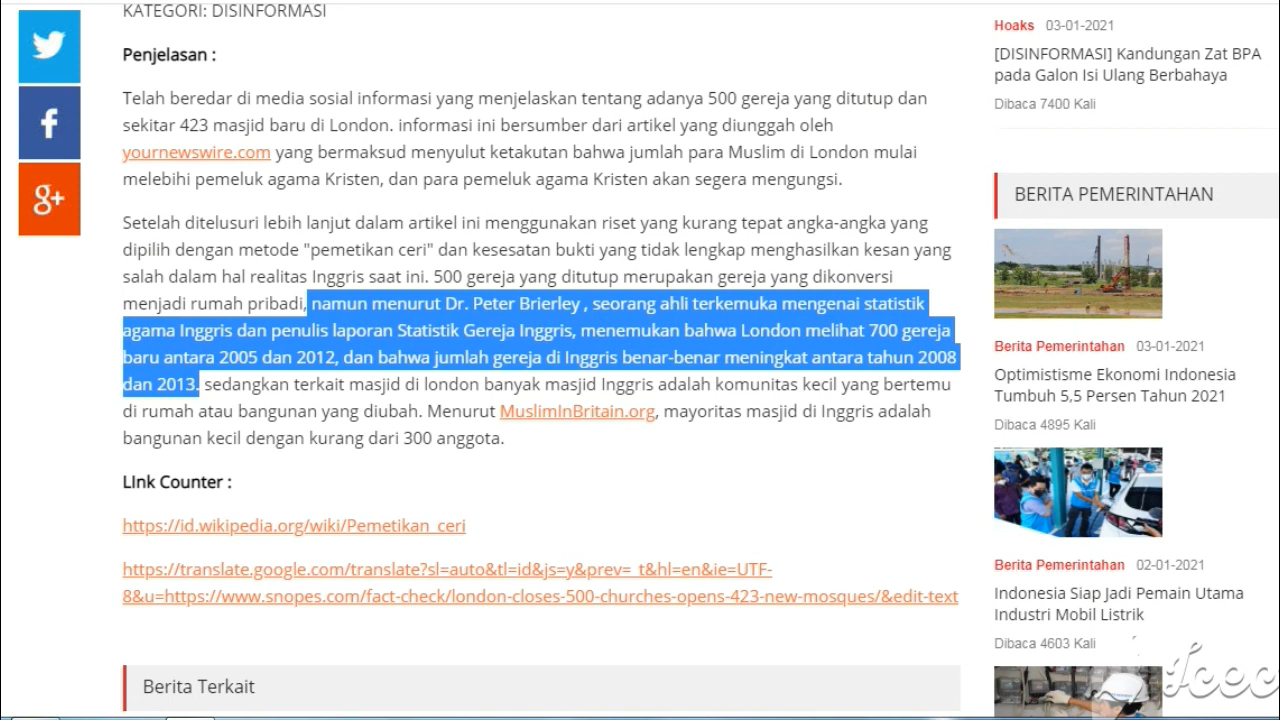 KATEGORI: DISINFORMASI
Penjelasan :
Telah beredar di media sosial informasi yang menjelaskan tentang adanya 500 gereja yang ditutup dan
sekitar 423 masjid baru di London. informasi ini bersumber dari artikel yang diunggah oleh
yournewswire.com yang bermaksud menyulut ketakutan bahwa jumlah para Muslim di London mulai
melebihi pemeluk agama Kristen, dan para pemeluk agama Kristen akan segera mengungsi.
Setelah ditelusuri lebih lanjut dalam artikel ini menggunakan riset yang kurang tepat angka-angka yang
dipilih dengan metode "pemetikan ceri" dan kesesatan bukti yang tidak lengkap menghasilkan kesan yang
salah dalam hal realitas Inggris saat ini. 500 gereja yang ditutup merupakan gereja yang dikonversi
menjadi rumah pribadi, namun menurut Dr. Peter Brierley , seorang ahli terkemuka mengenai statistik
agama Inggris dan penulis laporan Statistik Gereja Inggris, menemukan bahwa London melihat 700 gereja
baru antara 2005 dan 2012, dan bahwa jumlah gereja di Inggris benar-benar meningkat antara tahun 2008
dan 2013. sedangkan terkait masjid di london banyak masjid Inggris adalah komunitas kecil yang bertemu
di rumah atau bangunan yang diubah. Menurut MuslimInBritain.org, mayoritas masjid di Inggris adalah
bangunan kecil dengan kurang dari 300 anggota.
LInk Counter :
https://id.wikipedia.org/wiki/Pemetikan_ceri
https://translate.google.com/translate?sl=auto&tl=id&js=y&prev=_t&hl=en&ie=UTF-
8&u=https://www.snopes.com/fact-check/london-closes-500-churches-opens-423-new-mosques/&edit-text
Berita Terkait
Hoaks 03-01-2021
[DISINFORMASI] Kandungan Zat BPA
pada Galon Isi Ulang Berbahaya
Dibaca 7400 Kali
BERITA PEMERINTAHAN
Berita Pemerintahan 03-01-2021
Optimistisme Ekonomi Indonesia
Tumbuh 5,5 Persen Tahun 2021
Dibaca 4895 Kali
Berita Pemerintahan 02-01-2021
Indonesia Siap Jadi Pemain Utama
Industri Mobil Listrik
Dibaca 4603 Kali